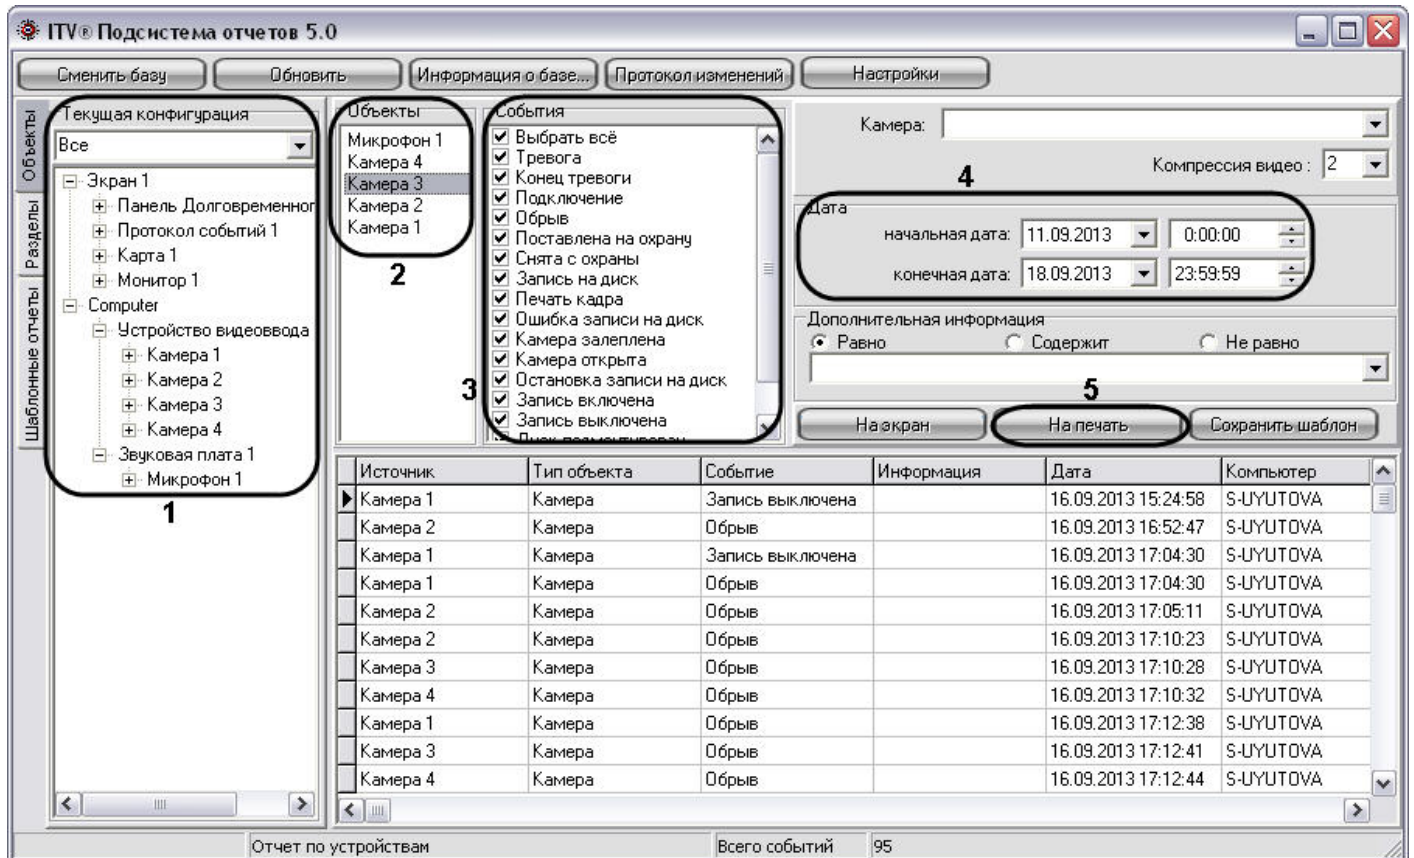 ITV® Подсистема отчетов 5.0
Сменить базу Обновить Информация о базе... Протокол изменений Настройки
Объекты
Разделы
Шаблонные отчеты
Текущая конфигурация
Все
Экран 1
Панель Долговременног
Протокол событий 1
Карта 1
Монитор 1
Computer
Устройство видеоввода
Камера 1
Камера 2
Камера 3
Камера 4
Звуковая плата 1
Микрофон 1
1
Объекты
Микрофон 1
Камера 4
Камера 3
Камера 2
Камера 1
2
События
Выбрать всё
Тревога
Конец тревоги
Подключение
Обрыв
Поставлена на охрану
Снята с охраны
Запись на диск
Печать кадра
Ошибка записи на диск
Камера залеплена
Камера открыта
Остановка записи на диск
Запись включена
Запись выключена
3
Камера:
Компрессия видео : 2
4
Дата
начальная дата: 11.09.2013 0:00:00
конечная дата: 18.09.2013 23:59:59
Дополнительная информация
Равно Содержит Не равно
5
На экран На печать Сохранить шаблон
Источник Тип объекта Событие Информация Дата Компьютер
Камера 1 Камера Запись выключена 16.09.2013 15:24:58 S-UYUTOVA
Камера 2 Камера Обрыв 16.09.2013 16:52:47 S-UYUTOVA
Камера 1 Камера Запись выключена 16.09.2013 17:04:30 S-UYUTOVA
Камера 1 Камера Обрыв 16.09.2013 17:04:30 S-UYUTOVA
Камера 2 Камера Обрыв 16.09.2013 17:05:11 S-UYUTOVA
Камера 2 Камера Обрыв 16.09.2013 17:10:23 S-UYUTOVA
Камера 3 Камера Обрыв 16.09.2013 17:10:28 S-UYUTOVA
Камера 4 Камера Обрыв 16.09.2013 17:10:32 S-UYUTOVA
Камера 1 Камера Обрыв 16.09.2013 17:12:38 S-UYUTOVA
Камера 3 Камера Обрыв 16.09.2013 17:12:41 S-UYUTOVA
Камера 4 Камера Обрыв 16.09.2013 17:12:44 S-UYUTOVA
Отчет по устройствам Всего событий 95